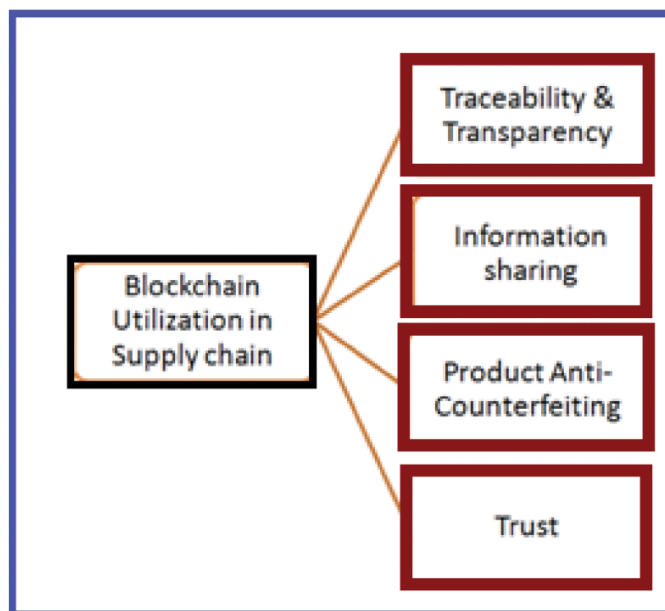 Traceability &
Transparency
Information
sharing
Blockchain
Utilization in
Supply chain
Product Anti-
Counterfeiting
Trust